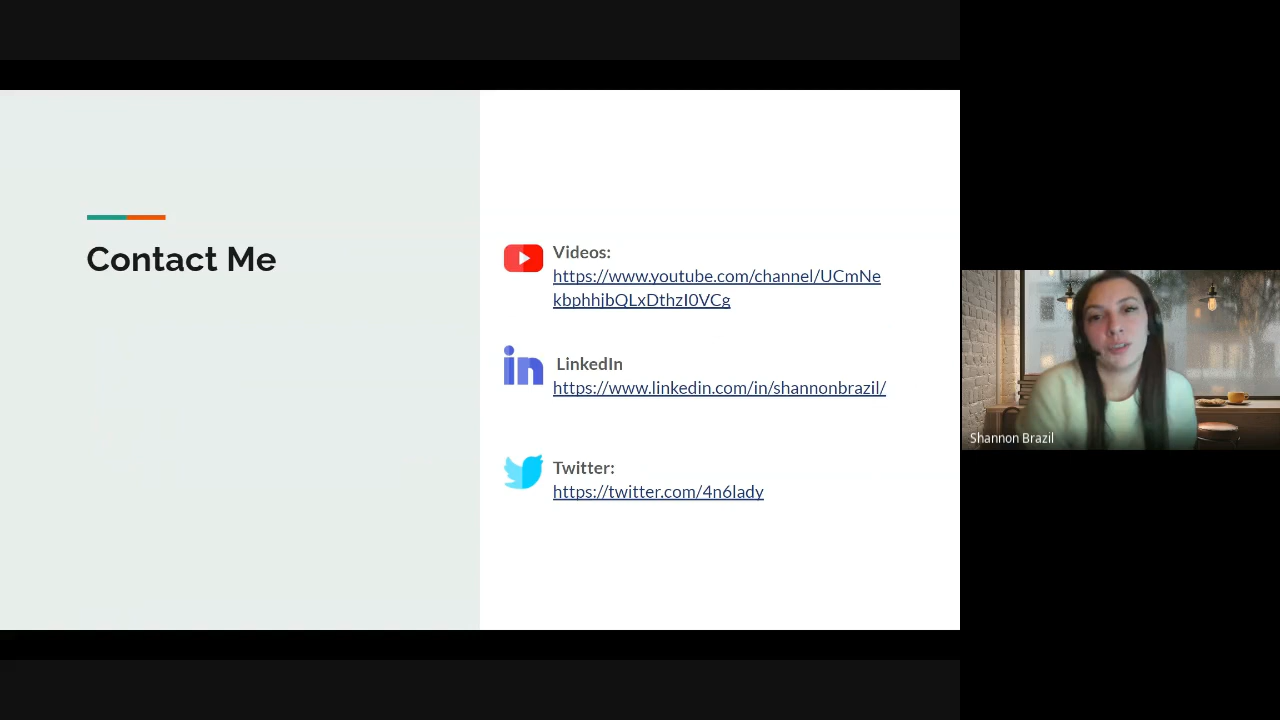 Contact Me
Videos:
https://www.youtube.com/channel/UCmNe
kbphhjbQLxDthzI0VCg
LinkedIn
https://www.linkedin.com/in/shannonbrazil/
Twitter:
https://twitter.com/4n6lady
Shannon Brazil